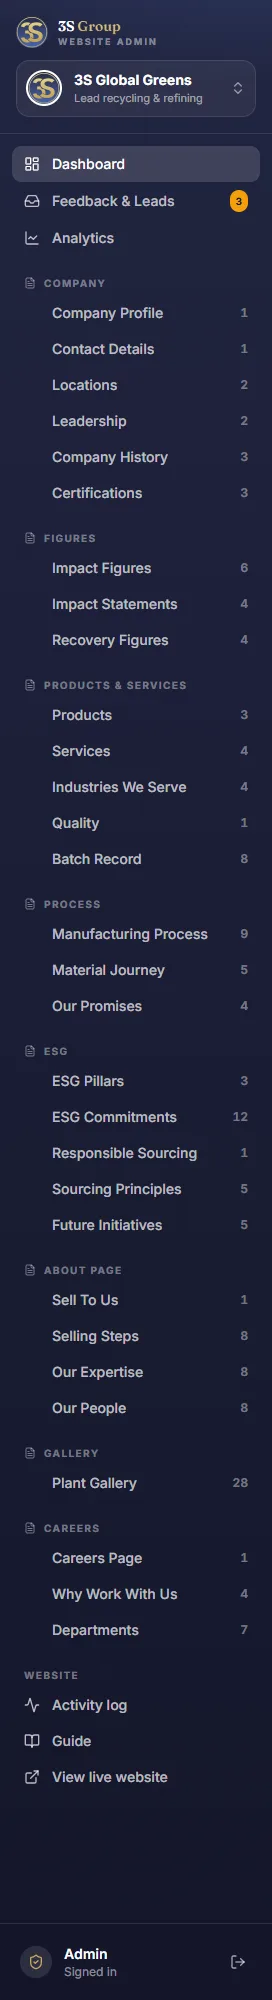 3S Group
WEBSITE ADMIN
3S Global Greens
Lead recycling & refining
Dashboard
Feedback & Leads 3
Analytics
COMPANY
Company Profile 1
Contact Details 1
Locations 2
Leadership 2
Company History 3
Certifications 3
FIGURES
Impact Figures 6
Impact Statements 4
Recovery Figures 4
PRODUCTS & SERVICES
Products 3
Services 4
Industries We Serve 4
Quality 1
Batch Record 8
PROCESS
Manufacturing Process 9
Material Journey 5
Our Promises 4
ESG
ESG Pillars 3
ESG Commitments 12
Responsible Sourcing 1
Sourcing Principles 5
Future Initiatives 5
ABOUT PAGE
Sell To Us 1
Selling Steps 8
Our Expertise 8
Our People 8
GALLERY
Plant Gallery 28
CAREERS
Careers Page 1
Why Work With Us 4
Departments 7
WEBSITE
Activity log
Guide
View live website
Admin
Signed in